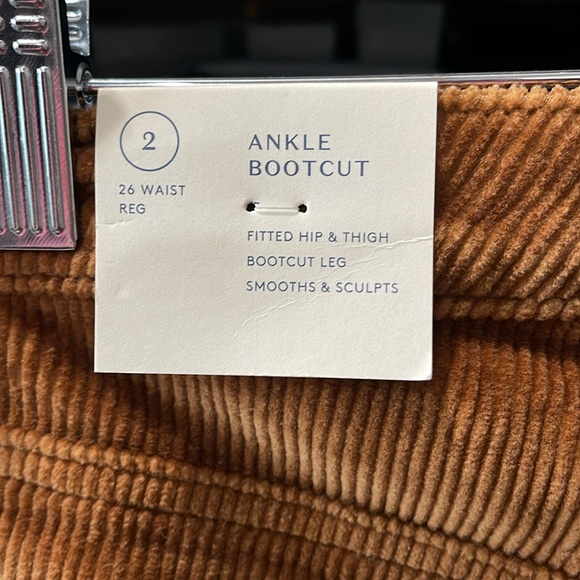 2
26 WAIST
REG
ANKLE
BOOTCUT
FITTED HIP & THIGH
BOOTCUT LEG
SMOOTHS & SCULPTS